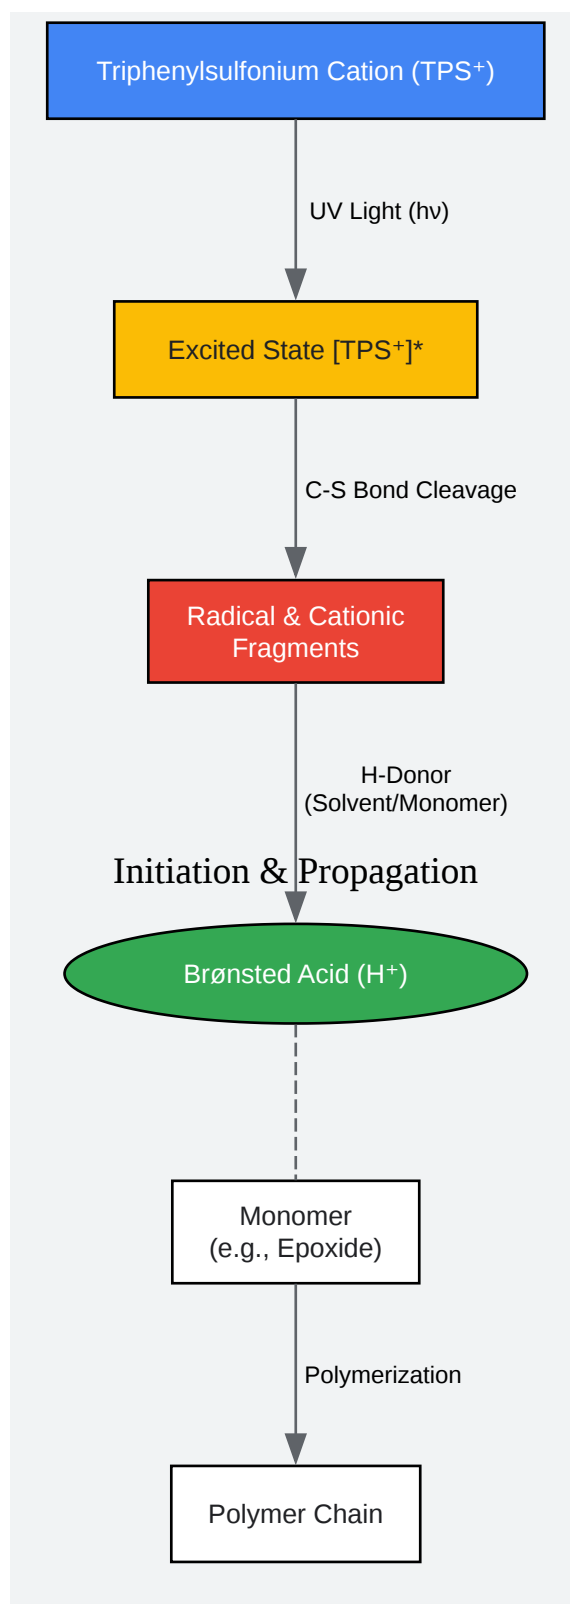 Triphenylsulfonium Cation (TPS⁺)
UV Light (hν)
Excited State [TPS⁺]*
C-S Bond Cleavage
Radical & Cationic
Fragments
H-Donor
(Solvent/Monomer)
Initiation & Propagation
Brønsted Acid (H⁺)
Monomer
(e.g., Epoxide)
Polymerization
Polymer Chain